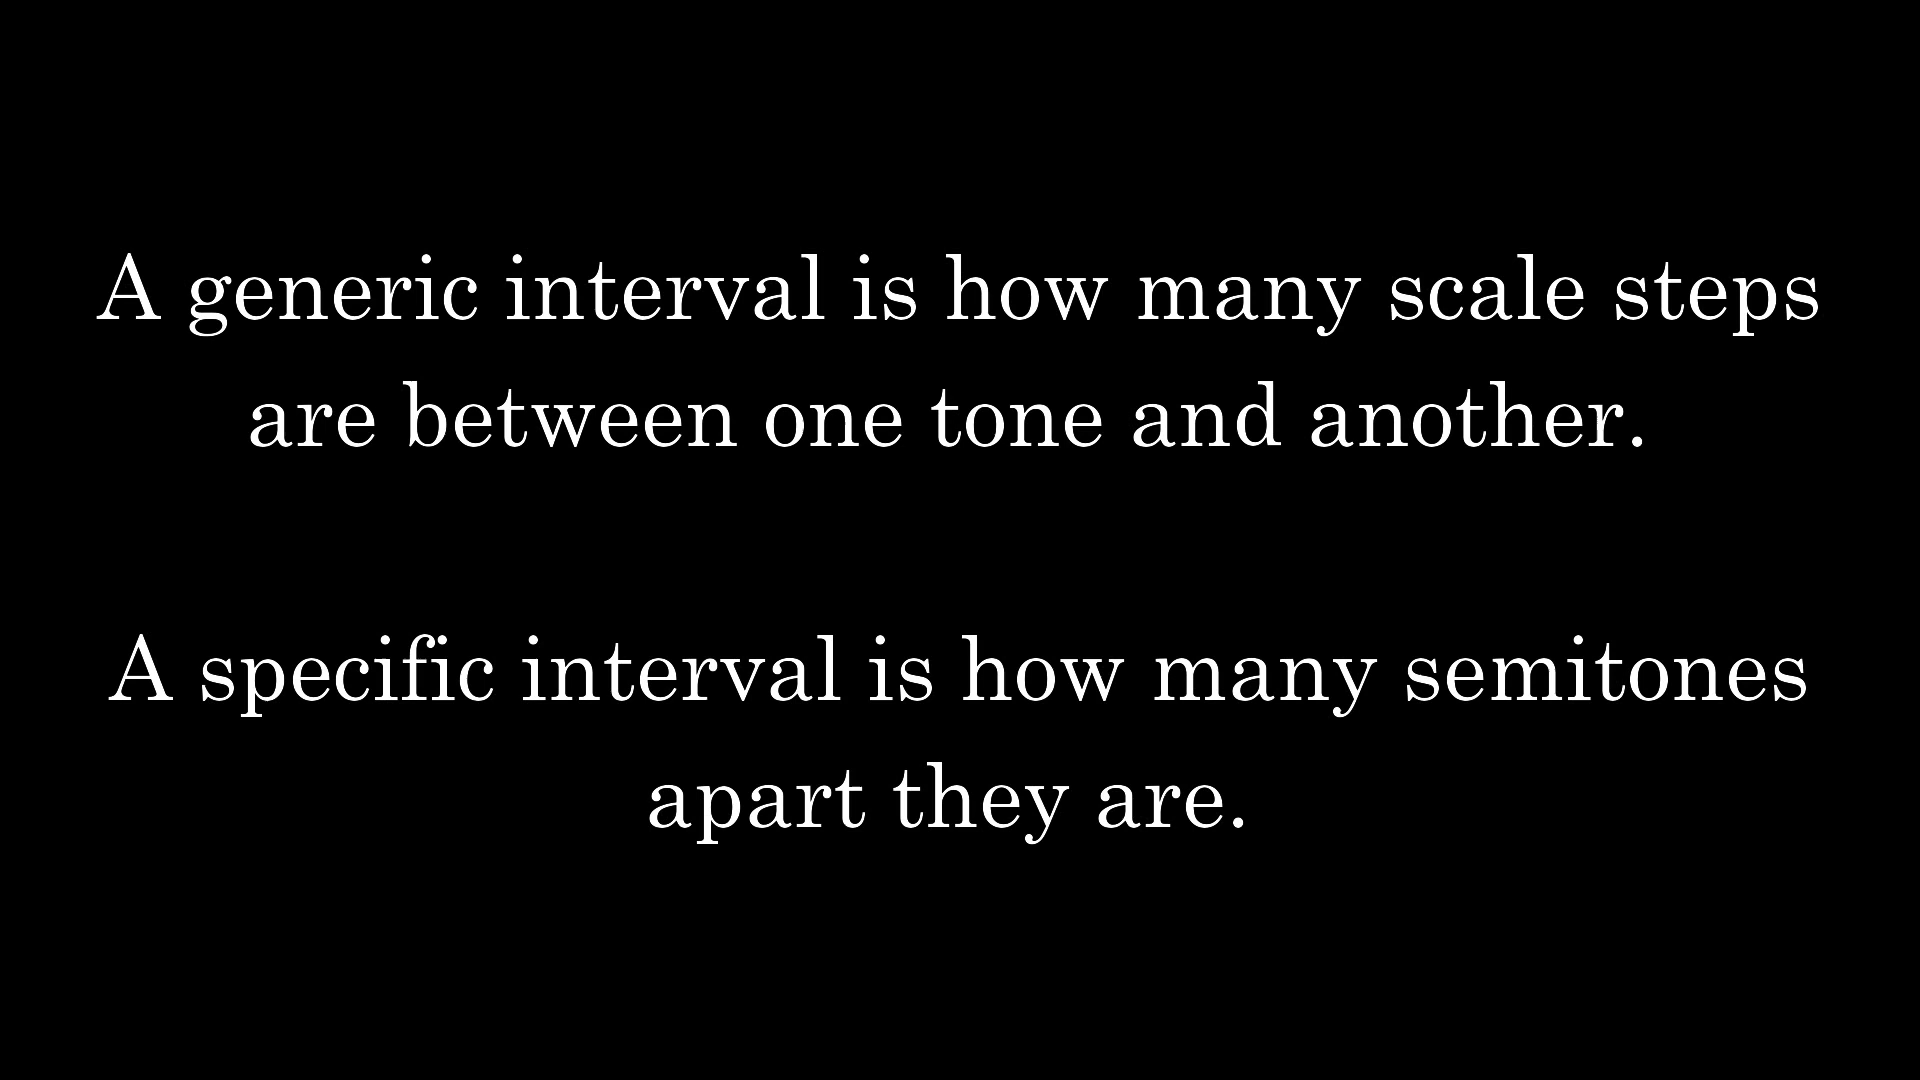 A generic interval is how many scale steps
are between one tone and another.
A specific interval is how many semitones
apart they are.